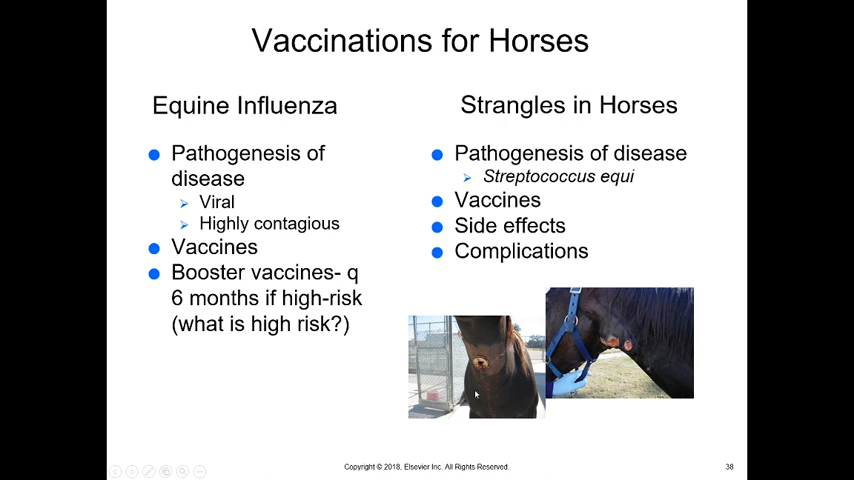 Vaccinations for Horses
Equine Influenza
Pathogenesis of
disease
Viral
Highly contagious
Vaccines
Booster vaccines- q
6 months if high-risk
(what is high risk?)
Strangles in Horses
Pathogenesis of disease
Streptococcus equi
Vaccines
Side effects
Complications
Copyright © 2018, Elsevier Inc. All Rights Reserved.
38